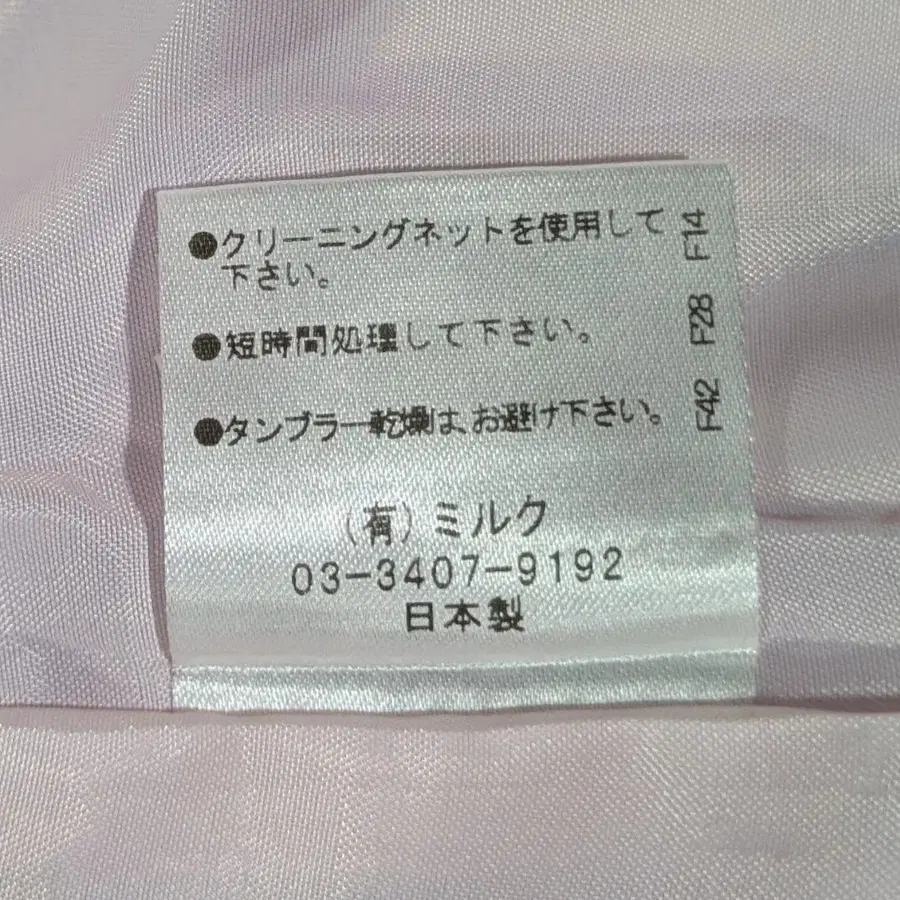 ●クリーニングネットを使用して
下さい。
●短時間処理して下さい。
●タンブラー乾燥は、お避け下さい。
(有)ミルク
03-3407-9192
日本製
F14
F28
F42